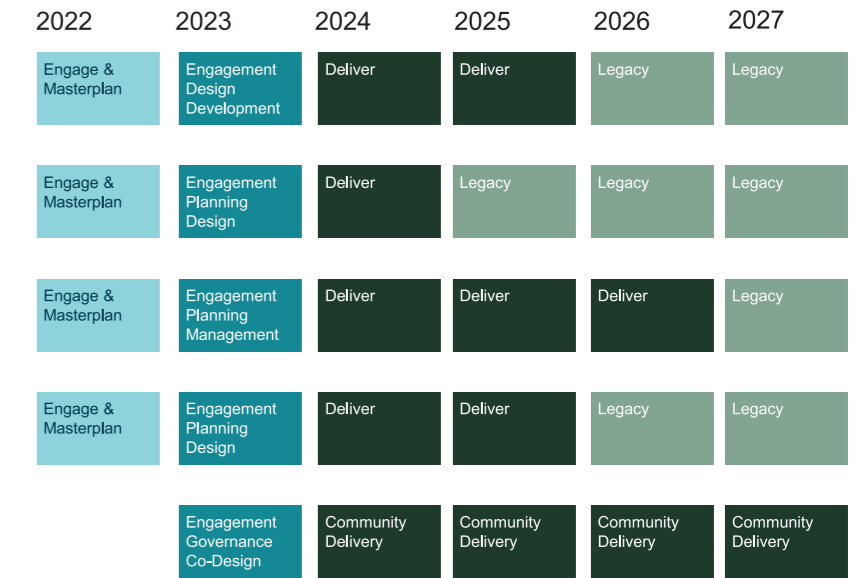 2022 2023 2024 2025 2026 2027
Engage & Engagement Deliver Deliver Legacy Legacy
Masterplan Design
Development
Engage & Engagement Deliver Legacy Legacy Legacy
Masterplan Planning
Design
Engage & Engagement Deliver Deliver Deliver Legacy
Masterplan Planning
Management
Engage & Engagement Deliver Deliver Legacy Legacy
Masterplan Planning
Design
Engagement Community Community Community Community
Governance Delivery Delivery Delivery Delivery
Co-Design